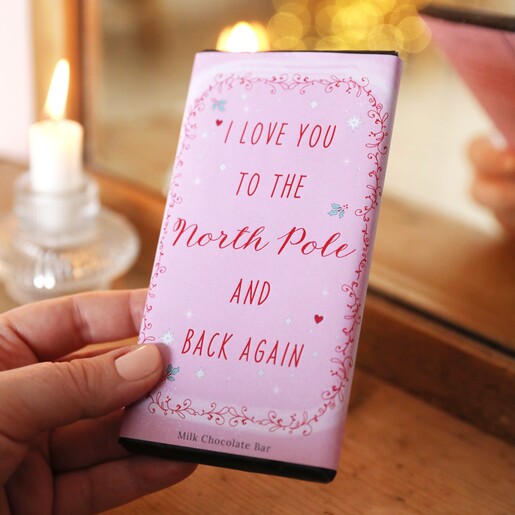 I LOVE YOU
TO THE
North Pole
AND
BACK AGAIN
Milk Chocolate Bar